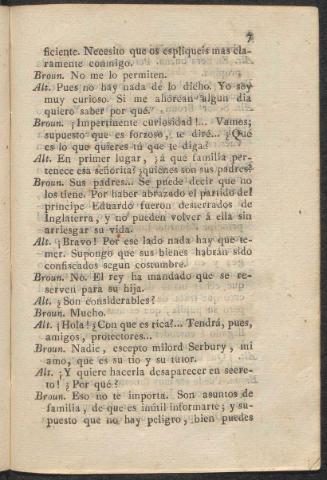 7
ficiente. Necesito que os espliqueis mas cla-
ramente conmigo.
Broun. No me lo permiten.
Alt. Pues no hay nada de lo dicho. Yo soy
muy curioso. Si me ahorcan algun dia
quiero saber por qué.
Broun. ¡Impertinente curiosidad!... Vamos;
supuesto que es forzoso, te diré... ¿Qué
es lo que quieres tú que te diga?
Alt. En primer lugar, ¿á qué familia per-
tenece esa señorita? ¿quiénes son sus padres?
Broun. Sus padres... Se puede decir que no
los tiene. Por haber abrazado el partido del
príncipe Eduardo fueron desterrados de
Inglaterra, y no pueden volver á ella sin
arriesgar su vida.
Alt. ¡Bravo! Por ese lado nada hay que te-
mer. Supongo que sus bienes habrán sido
confiscados segun costumbre.
Broun. No. El rey ha mandado que se re-
serven para su hija.
Alt. ¿Son considerables?
Broun. Mucho.
Alt. ¡Hola! ¿Con que es rica?... Tendrá, pues,
amigos, protectores...
Broun. Nadie, escepto milord Serbury, mi
amo, que es su tio y su tutor.
Alt. ¡Y quiere hacerla desaparecer en secre-
to! ¿Por qué?
Broun. Eso no te importa. Son asuntos de
familia, de que es inútil informarte; y su-
puesto que no hay peligro, bien puedes